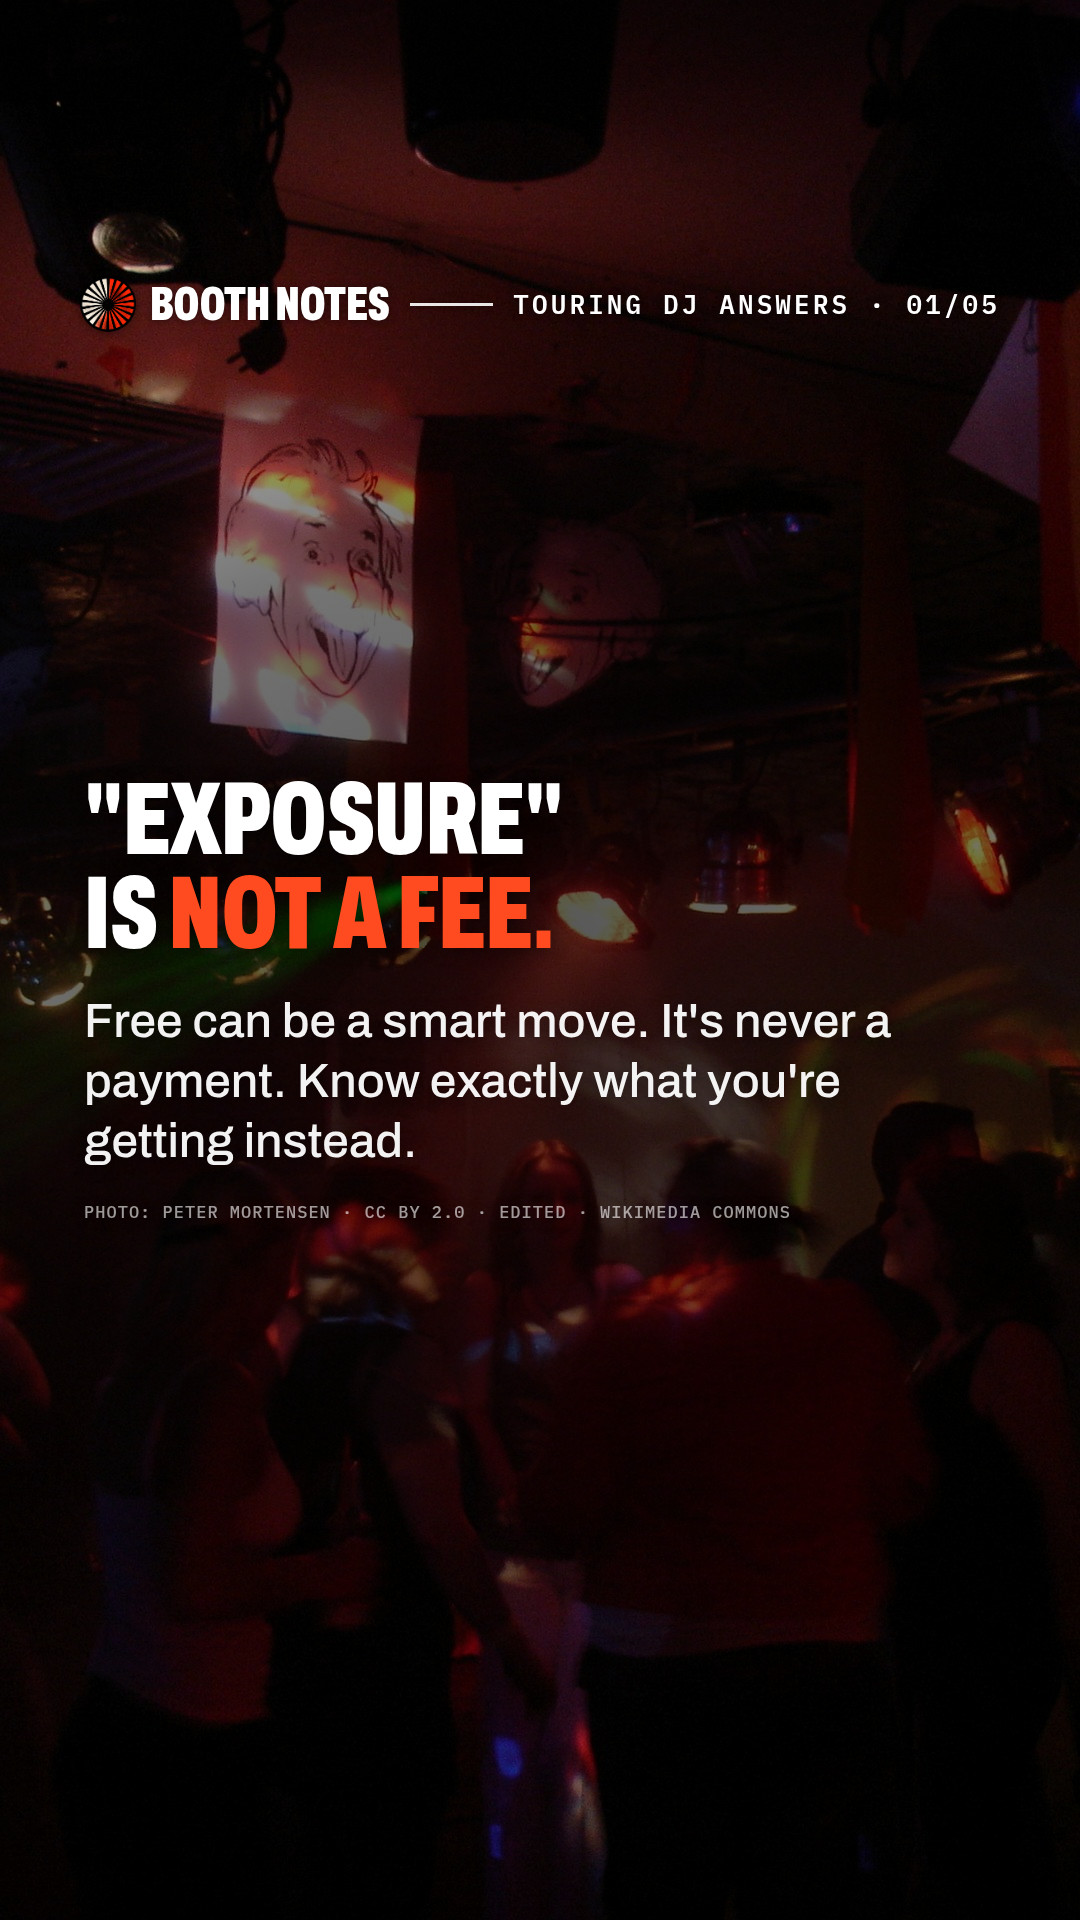 BOOTH NOTES — TOURING DJ ANSWERS · 01/05
"EXPOSURE"
IS NOT A FEE.
Free can be a smart move. It's never a
payment. Know exactly what you're
getting instead.
PHOTO: PETER MORTENSEN · CC BY 2.0 · EDITED · WIKIMEDIA COMMONS